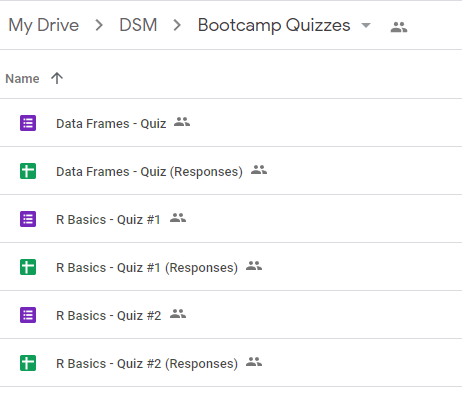 My Drive > DSM > Bootcamp Quizzes
Name
Data Frames - Quiz
Data Frames - Quiz (Responses)
R Basics - Quiz #1
R Basics - Quiz #1 (Responses)
R Basics - Quiz #2
R Basics - Quiz #2 (Responses)